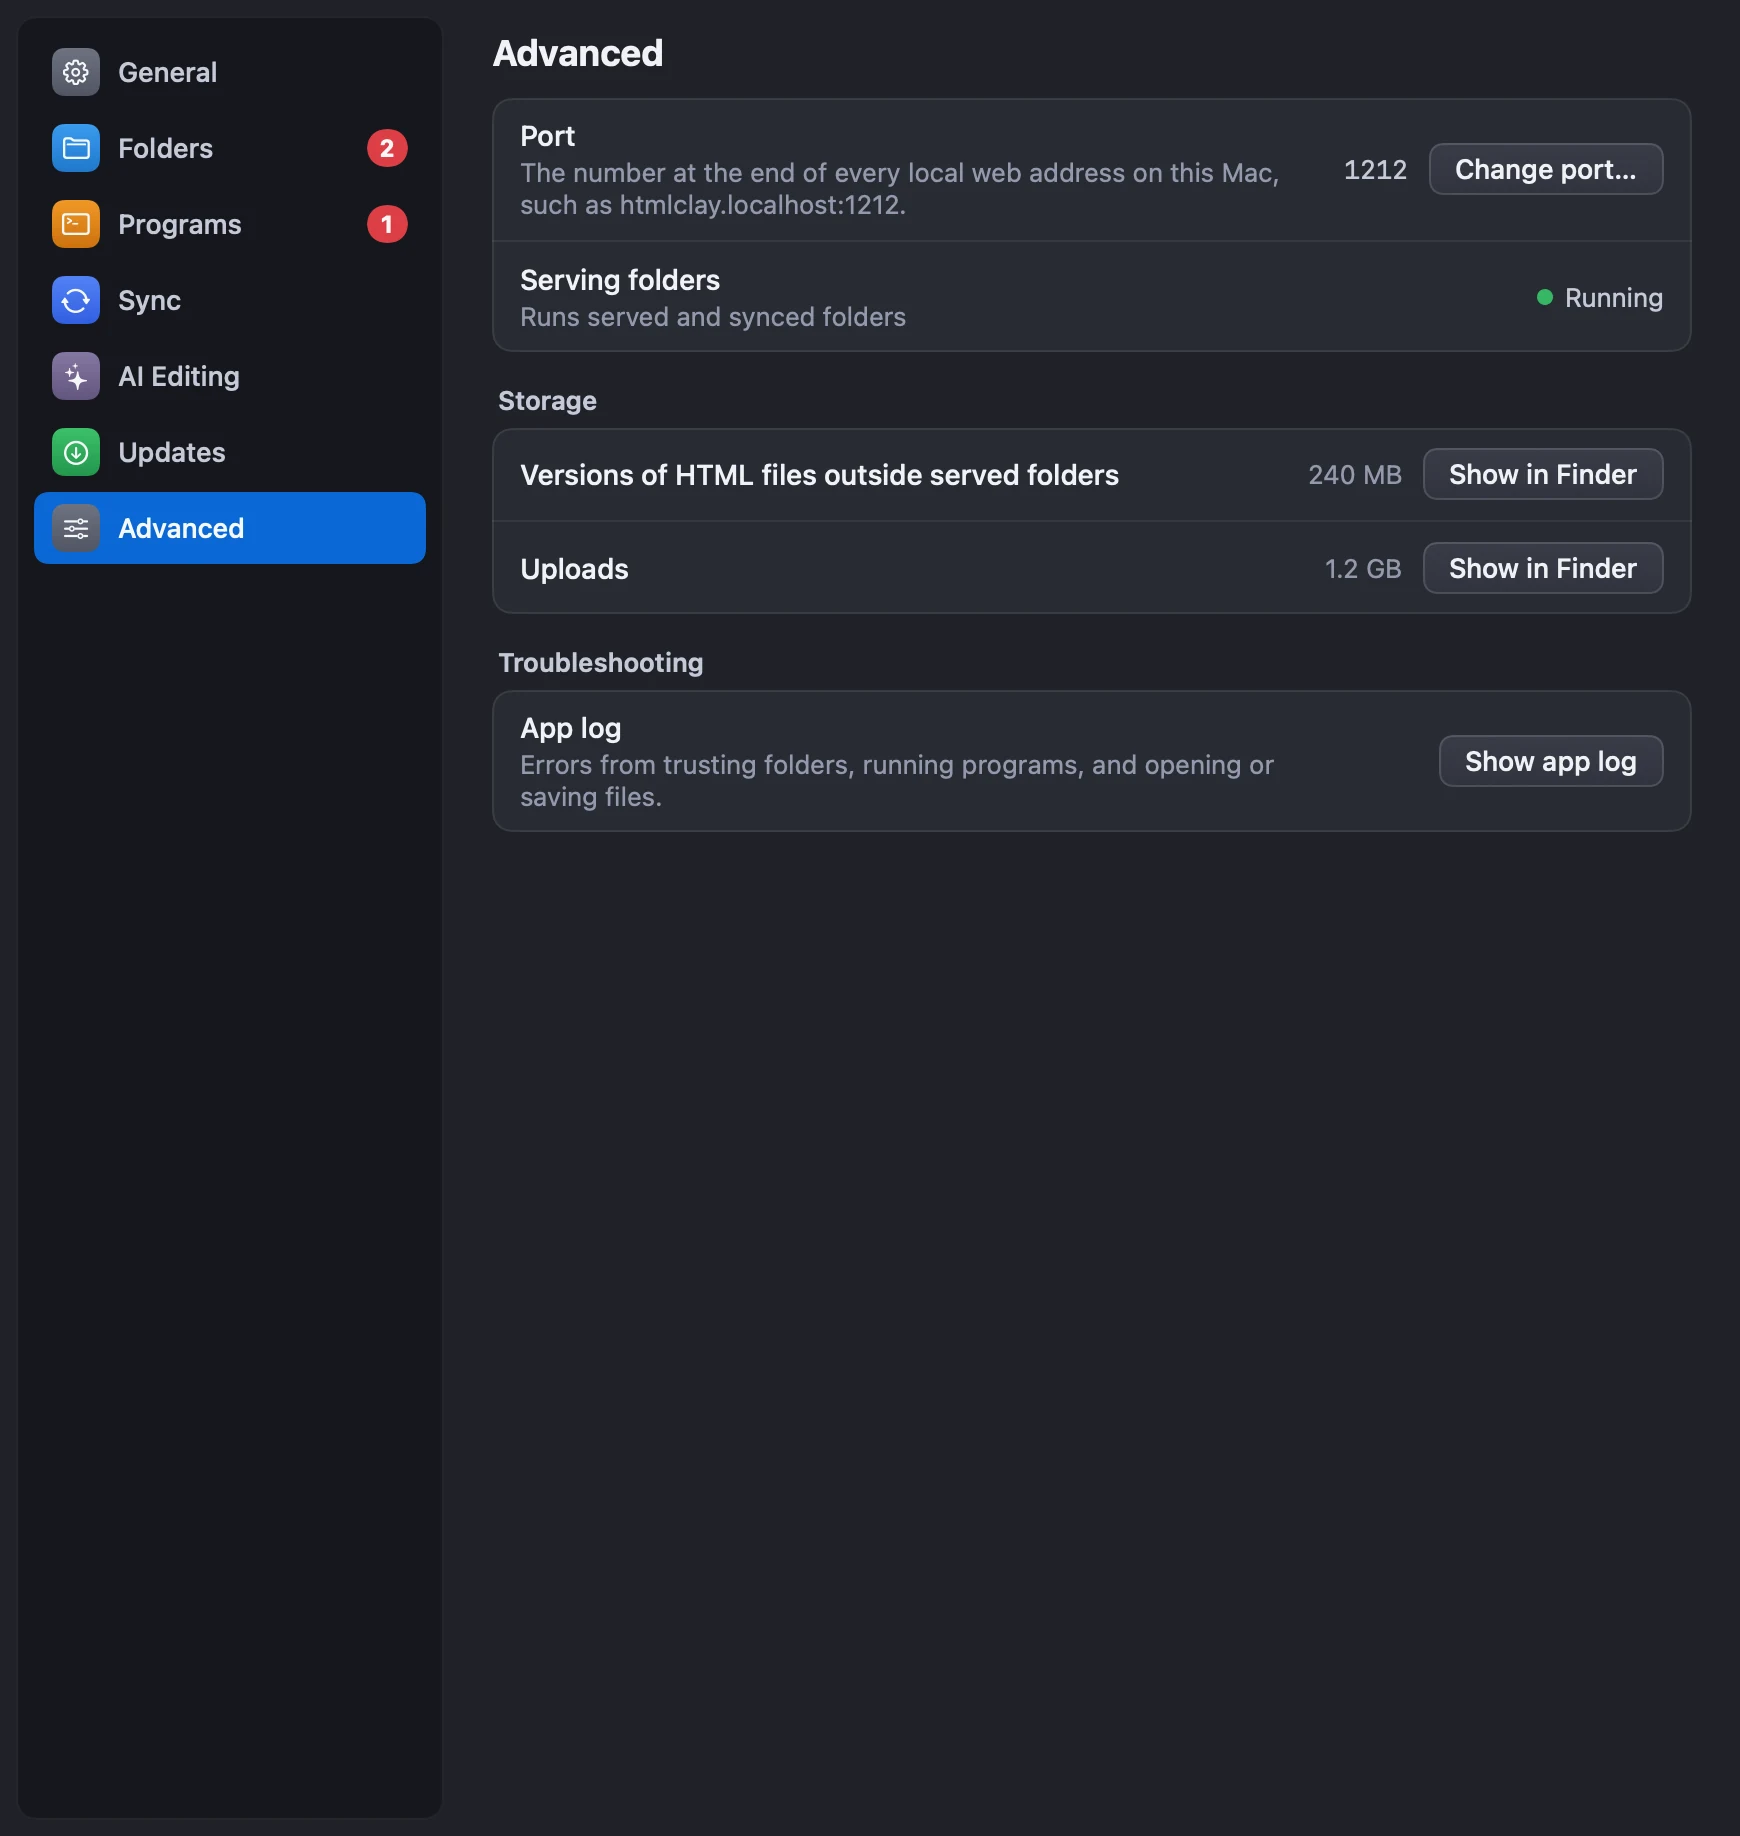 General
Folders
2
Programs
1
Sync
AI Editing
Updates
Advanced
Advanced
Port
The number at the end of every local web address on this Mac,
such as htmlclay.localhost:1212.
1212
Change port...
Serving folders
Runs served and synced folders
Running
Storage
Versions of HTML files outside served folders
240 MB
Show in Finder
Uploads
1.2 GB
Show in Finder
Troubleshooting
App log
Errors from trusting folders, running programs, and opening or
saving files.
Show app log